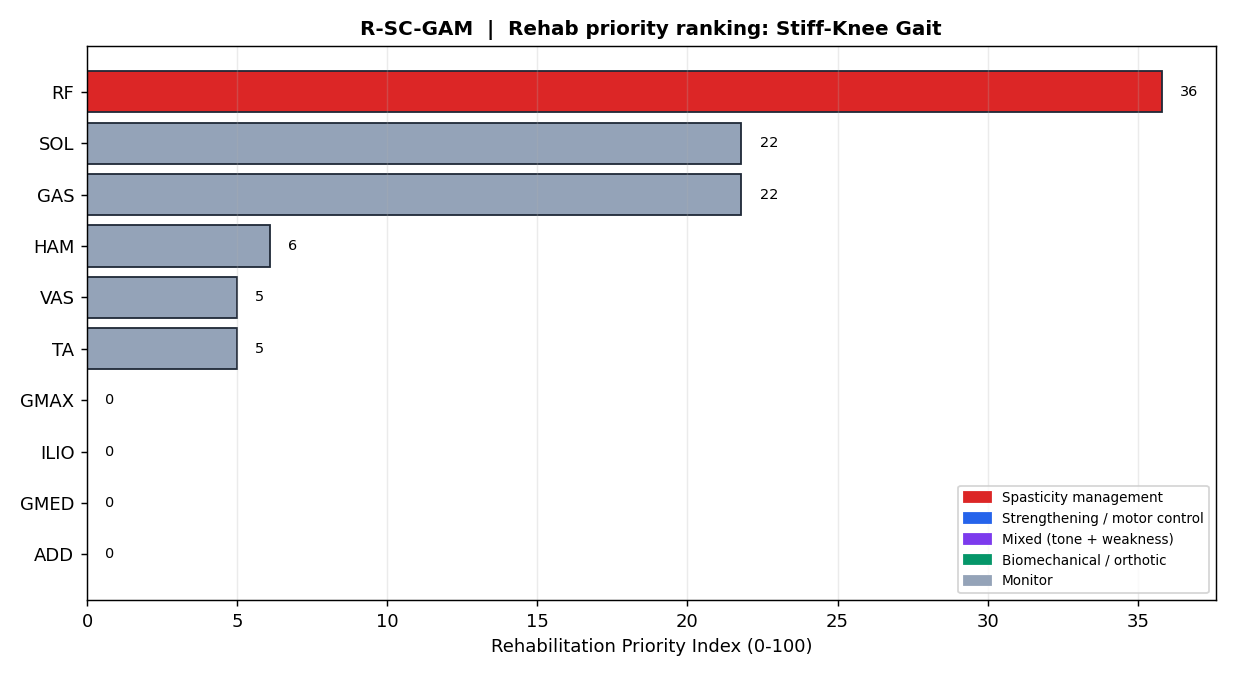 R-SC-GAM | Rehab priority ranking: Stiff-Knee Gait
RF 36
SOL 22
GAS 22
HAM 6
VAS 5
TA 5
GMAX 0
ILIO 0
GMED 0
ADD 0
Spasticity management
Strengthening / motor control
Mixed (tone + weakness)
Biomechanical / orthotic
Monitor
0 5 10 15 20 25 30 35
Rehabilitation Priority Index (0-100)